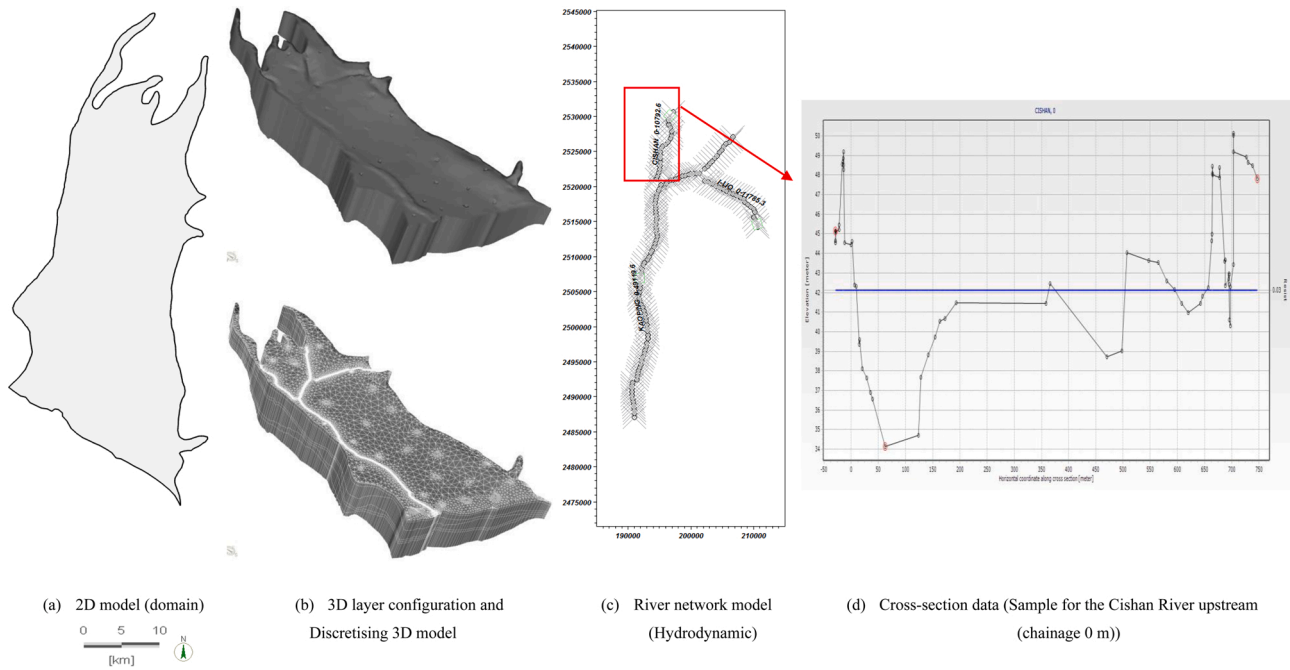 2545000
2540000
2535000
2530000
2525000
2520000
2515000
2510000
2505000
2500000
2495000
2490000
2485000
2480000
2475000
190000 200000 210000
CISHAN 0-10792.6
KAOPING 0-49119.6
CISHAN, 0
50
49
48
47
46
45
44
43
42
41
40
39
38
37
36
35
34
Elevation [meter]
Resist
0.03
-50 0 50 100 150 200 250 300 350 400 450 500 550 600 650 700 750
Horizontal coordinate along cross section [meter]
(a) 2D model (domain)
0 5 10
[km]
N
(b) 3D layer configuration and
Discretising 3D model
(c) River network model
(Hydrodynamic)
(d) Cross-section data (Sample for the Cishan River upstream
(chainage 0 m))